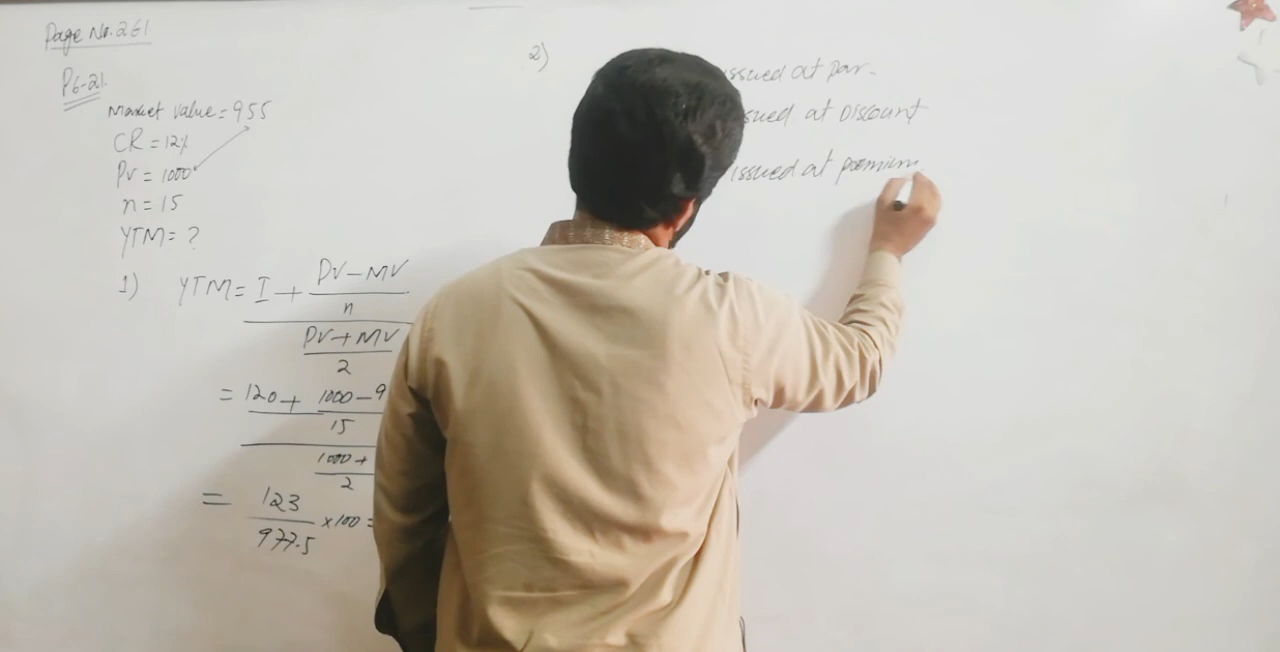 Page No. 261
P6-21.
Market value = 955
CR = 12%
PV = 1000
n = 15
YTM = ?
1) YTM = I + PV - MV
n
PV + MV
2
= 120 + 1000 - 9
15
1000 +
2
= 123
977.5 × 100 =
2)
issued at par.
ssued at Discount
issued at premium